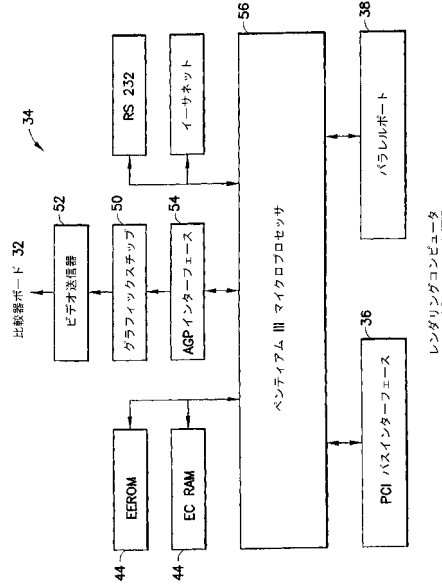 比較器ボード 32
34
52
ビデオ送信器
50
グラフィックスチップ
54
AGP インターフェース
RS 232
イーサネット
EEROM
44
EC RAM
44
56
ペンティアム III マイクロプロセッサ
36
PCI バスインターフェース
38
パラレルポート
レンダリングコンピュータ